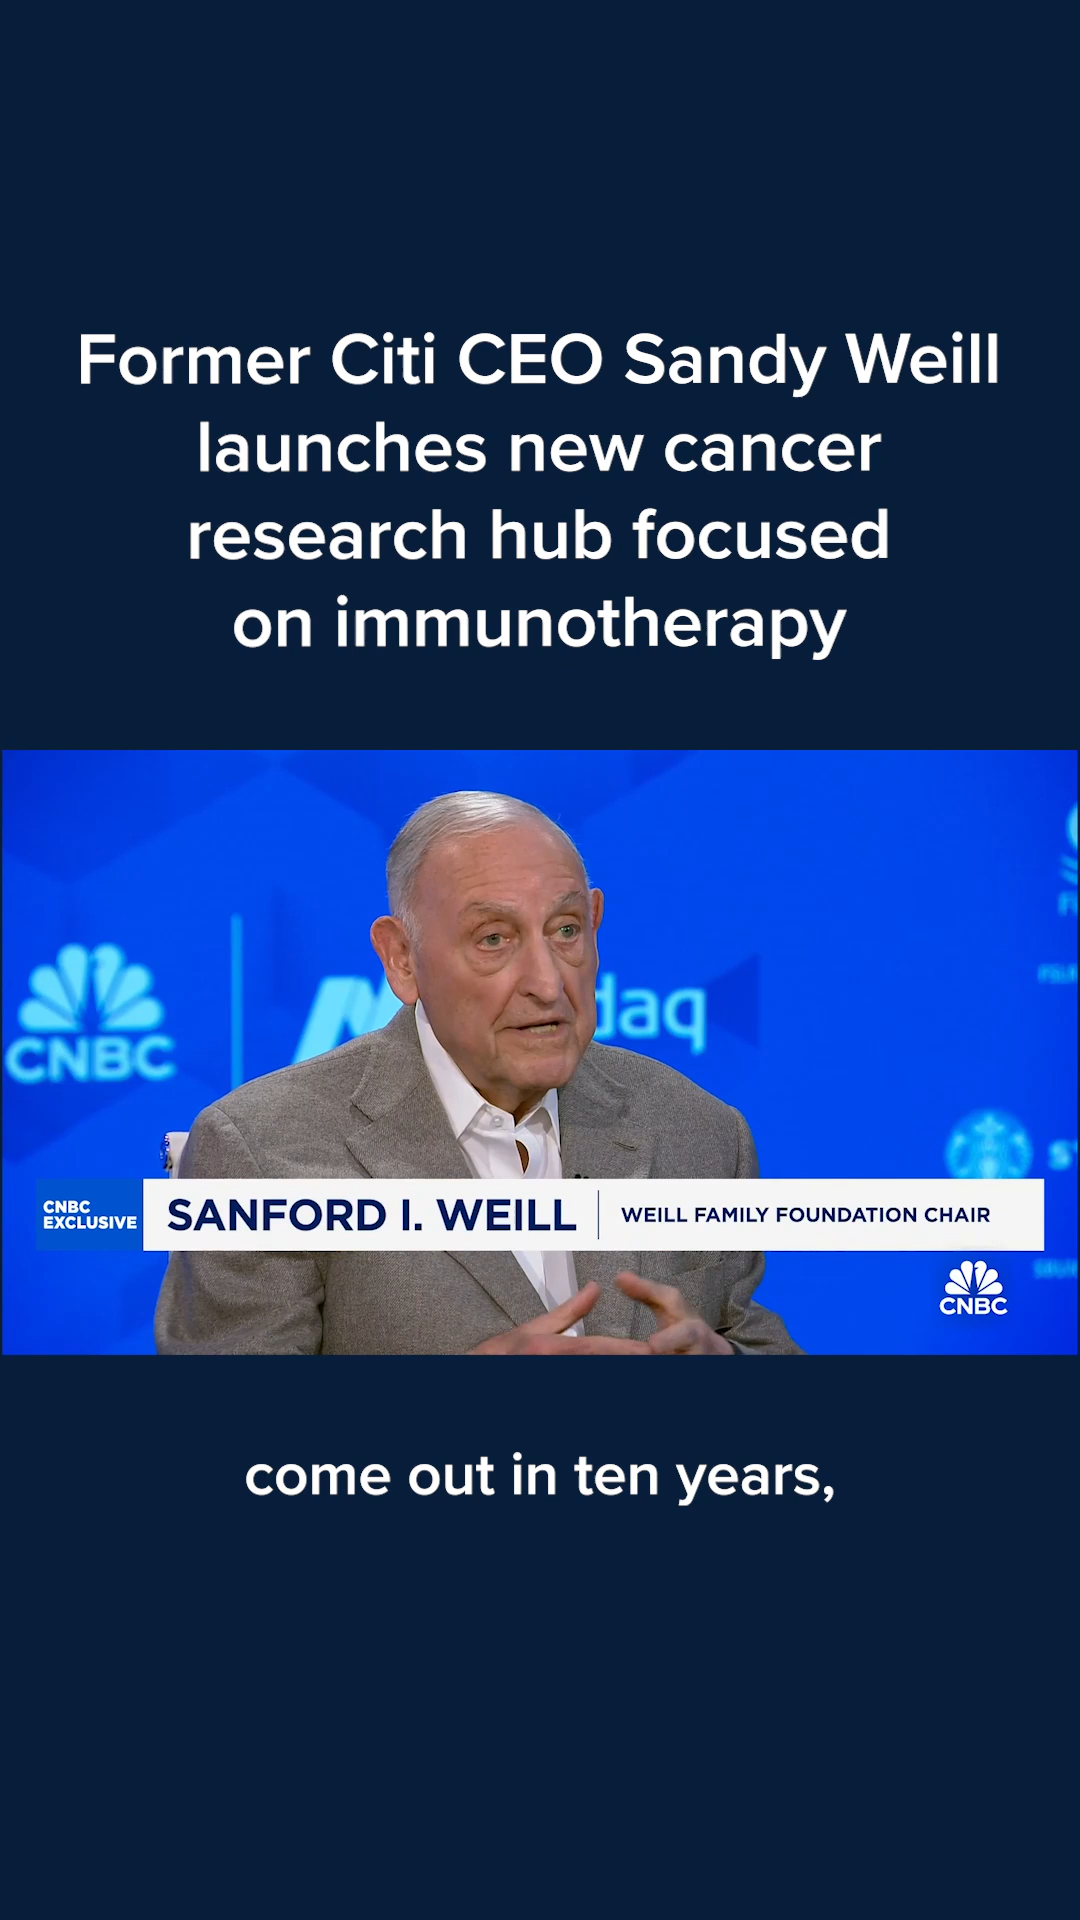 Former Citi CEO Sandy Weill
launches new cancer
research hub focused
on immunotherapy
CNBC
daq
CNBC
EXCLUSIVE
SANFORD I. WEILL
WEILL FAMILY FOUNDATION CHAIR
CNBC
come out in ten years,